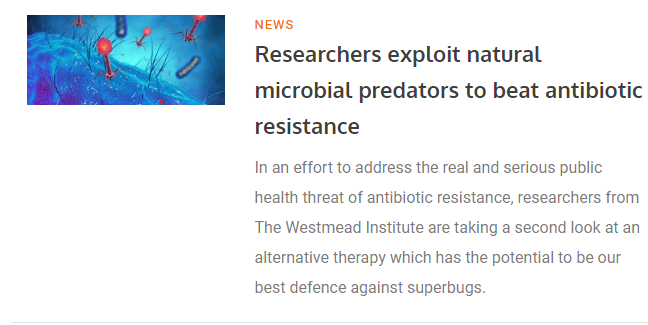 NEWS
Researchers exploit natural
microbial predators to beat antibiotic
resistance
In an effort to address the real and serious public
health threat of antibiotic resistance, researchers from
The Westmead Institute are taking a second look at an
alternative therapy which has the potential to be our
best defence against superbugs.